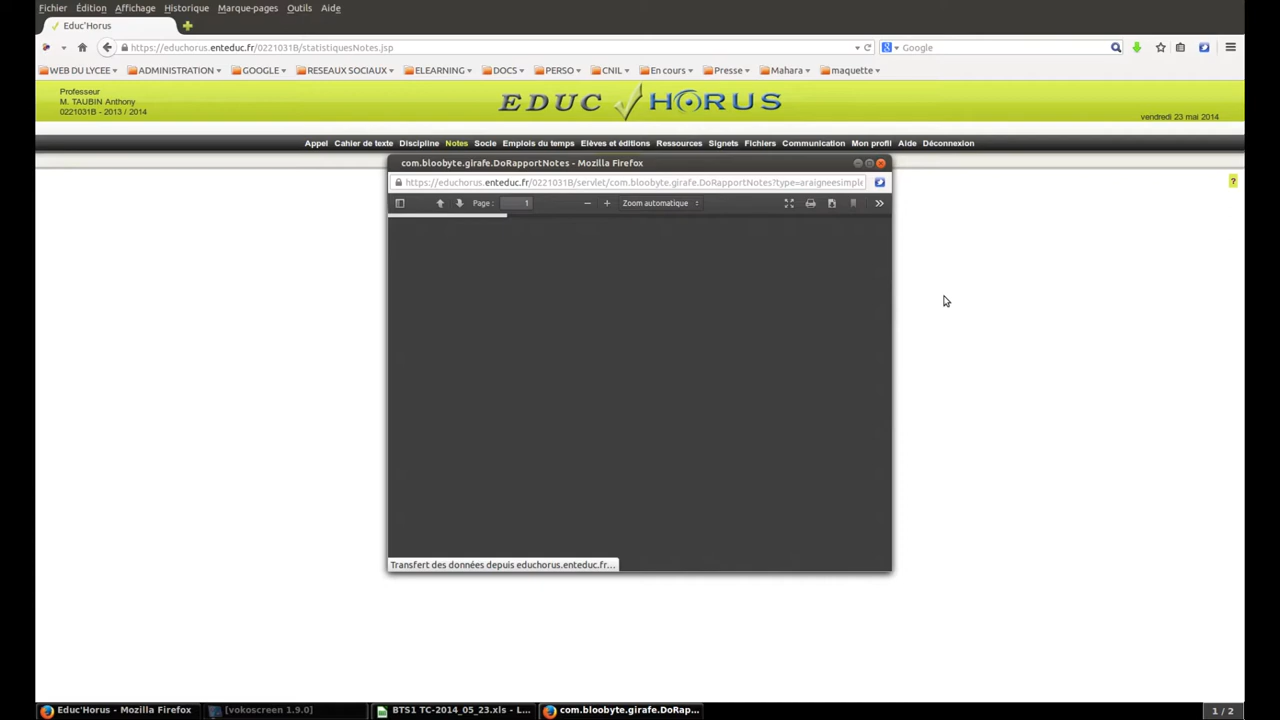 Fichier Édition Affichage Historique Marque-pages Outils Aide
Educ'Horus
https://educhorus.enteduc.fr/0221031B/statistiquesNotes.jsp
Google
WEB DU LYCEE ADMINISTRATION GOOGLE RESEAUX SOCIAUX ELEARNING DOCS PERSO CNIL En cours Presse Mahara maquette
Professeur
M. TAUBIN Anthony
0221031B - 2013 / 2014
EDUC HORUS
vendredi 23 mai 2014
Appel Cahier de texte Discipline Notes Socle Emplois du temps Elèves et éditions Ressources Signets Fichiers Communication Mon profil Aide Déconnexion
com.bloobyte.girafe.DoRapportNotes - Mozilla Firefox
https://educhorus.enteduc.fr/0221031B/servlet/com.bloobyte.girafe.DoRapportNotes?type=araigneesimple
?
Page : 1 Zoom automatique
Transfert des données depuis educhorus.enteduc.fr...
Educ'Horus - Mozilla Firefox [vokoscreen 1.9.0] BTS1 TC-2014_05_23.xls - L... com.bloobyte.girafe.DoRap... 1 / 2